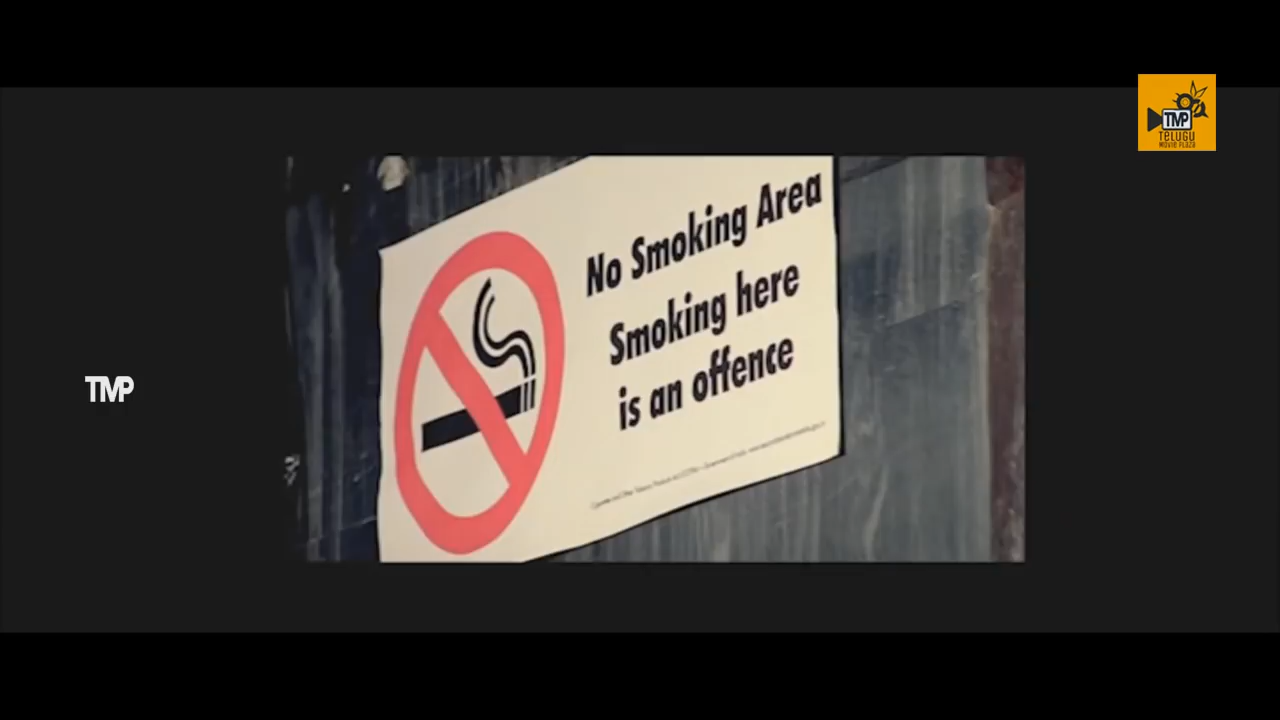 TMP
TELUGU
MOVIE PLAZA
No Smoking Area
Smoking here
is an offence
TMP